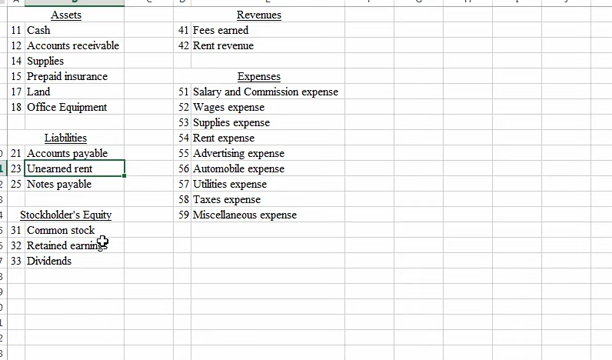 Assets
11 Cash
12 Accounts receivable
14 Supplies
15 Prepaid insurance
17 Land
18 Office Equipment
Liabilities
21 Accounts payable
23 Unearned rent
25 Notes payable
Stockholder's Equity
31 Common stock
32 Retained earnings
33 Dividends
Revenues
41 Fees earned
42 Rent revenue
Expenses
51 Salary and Commission expense
52 Wages expense
53 Supplies expense
54 Rent expense
55 Advertising expense
56 Automobile expense
57 Utilities expense
58 Taxes expense
59 Miscellaneous expense